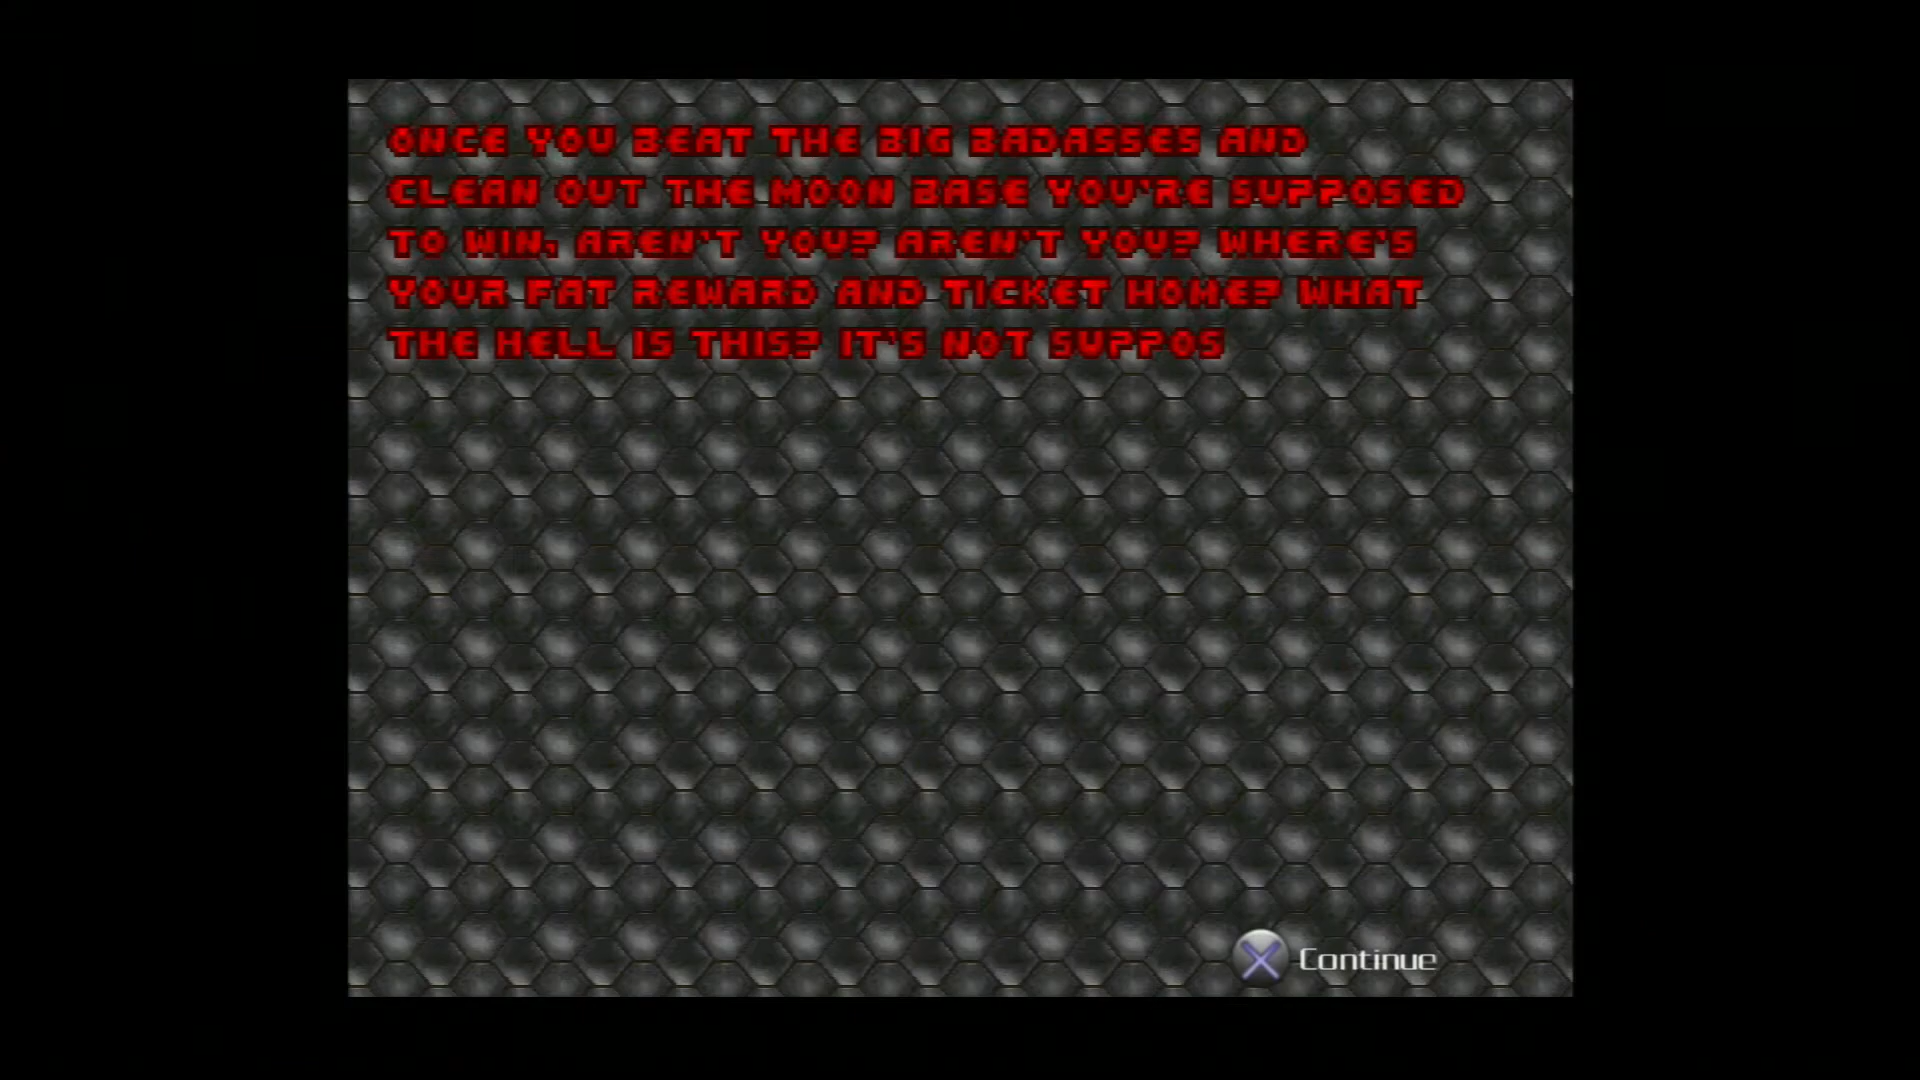 ONCE YOU BEAT THE BIG BADASSES AND
CLEAN OUT THE MOON BASE YOU'RE SUPPOSED
TO WIN, AREN'T YOU? AREN'T YOU? WHERE'S
YOUR FAT REWARD AND TICKET HOME? WHAT
THE HELL IS THIS? IT'S NOT SUPPOS
Continue